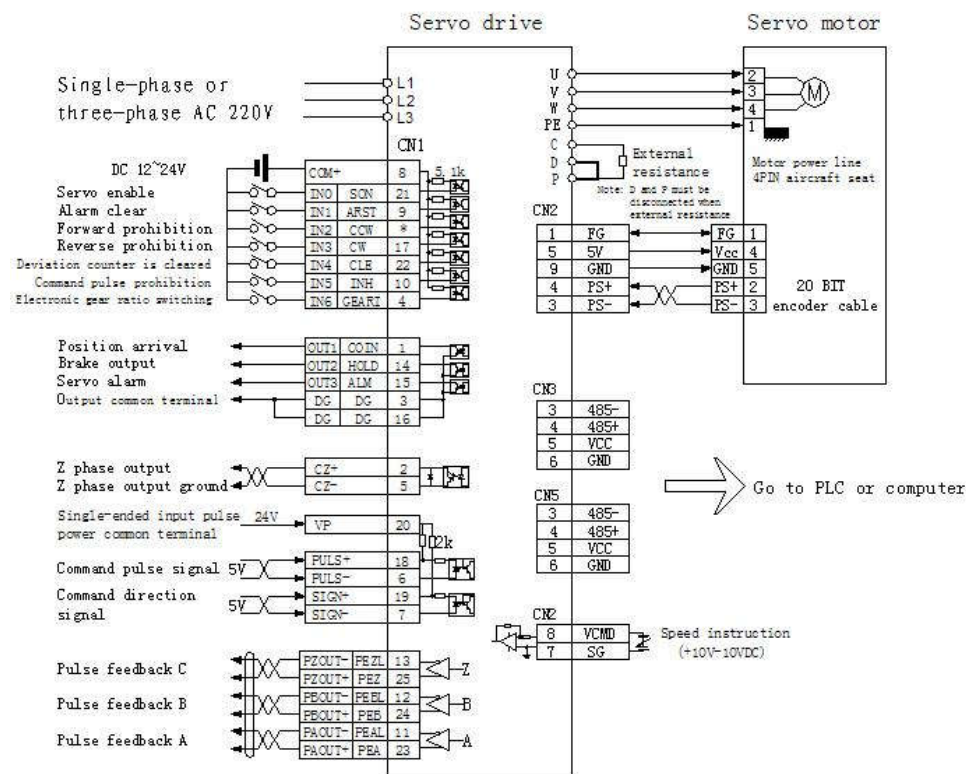 Servo drive
Servo motor
Single-phase or
three-phase AC 220V
L1
L2
L3
U
V
W
PE
C
D
P
2
3
4
1
M
Motor power line
4PIN aircraft seat
External
resistance
Note: D and P must be
disconnected when
external resistance
CN1
DC 12~24V
COM+ 8
5.1k
Servo enable IN0 SON 21
Alarm clear IN1 ARST 9
Forward prohibition IN2 CCW *
Reverse prohibition IN3 CW 17
Deviation counter is cleared IN4 CLE 22
Command pulse prohibition IN5 INH 10
Electronic gear ratio switching IN6 GEAR1 4
CN2
1 FG FG 1
5 5V Vcc 4
9 GND GND 5
4 PS+ PS+ 2
3 PS- PS- 3
20 BIT
encoder cable
Position arrival OUT1 COIN 1
Brake output OUT2 HOLD 14
Servo alarm OUT3 ALM 15
Output common terminal DG DG 3
DG DG 16
CN3
3 485-
4 485+
5 VCC
6 GND
Z phase output CZ+ 2
Z phase output ground CZ- 5
CN5
3 485-
4 485+
5 VCC
6 GND
Go to PLC or computer
Single-ended input pulse 24V VP 20
power common terminal
2k
Command pulse signal 5V PULS+ 18
PULS- 6
Command direction
signal 5V SIGN+ 19
SIGN- 7
CN2
8 VCMD
7 SG
Speed instruction
(+10V-10VDC)
Pulse feedback C PZOUT- PEZL 13 Z
PZOUT+ PEZ 25
Pulse feedback B PBOUT- PEBL 12 B
PBOUT+ PEB 24
Pulse feedback A PAOUT- PEAL 11 A
PAOUT+ PEA 23